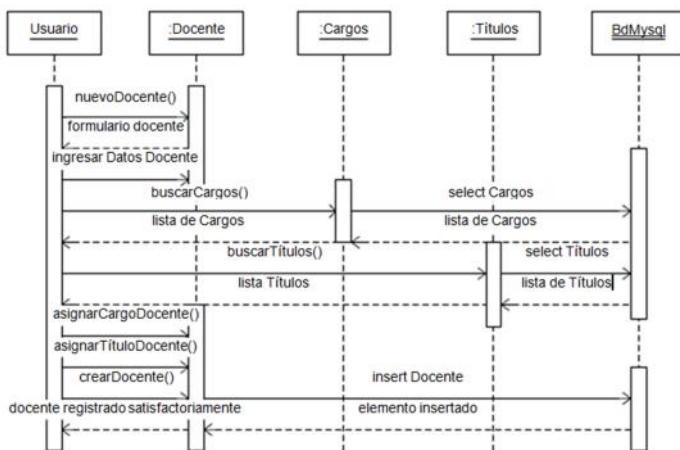 Usuario
:Docente
:Cargos
:Títulos
BdMysql
nuevoDocente()
formulario docente
ingresar Datos Docente
buscarCargos()
select Cargos
lista de Cargos
lista de Cargos
buscarTítulos()
select Títulos
lista Títulos
lista de Títulos
asignarCargoDocente()
asignarTítuloDocente()
crearDocente()
insert Docente
docente registrado satisfactoriamente
elemento insertado